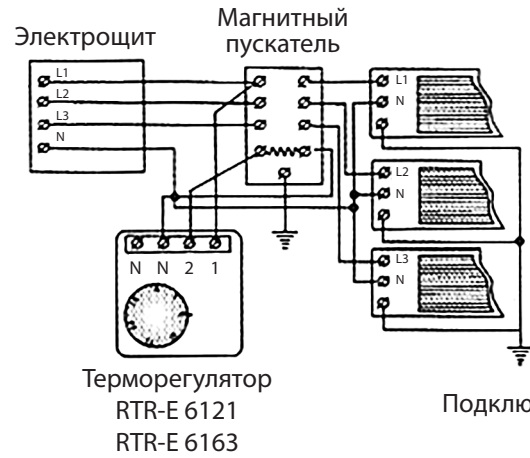 Электрощит
Магнитный
пускатель
L1
L2
L3
N
L1
N
L2
N
L3
N
N N 2 1
Терморегулятор
RTR-E 6121
RTR-E 6163
Подклю